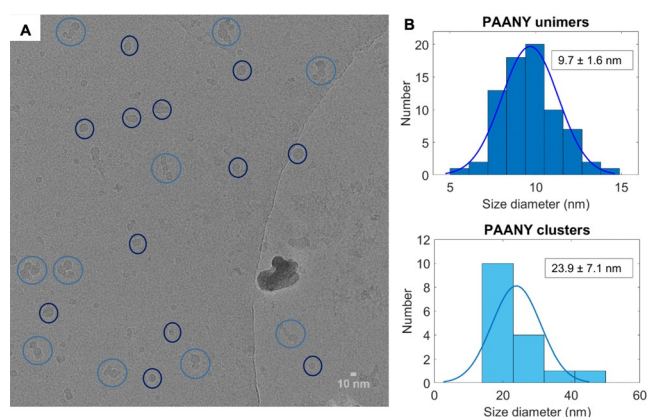 A
10 nm
B
PAANY unimers
20
15
10
5
0
9.7 ± 1.6 nm
Number
5 10 15
Size diameter (nm)
PAANY clusters
12
10
8
6
4
2
0
23.9 ± 7.1 nm
Number
0 20 40 60
Size diameter (nm)